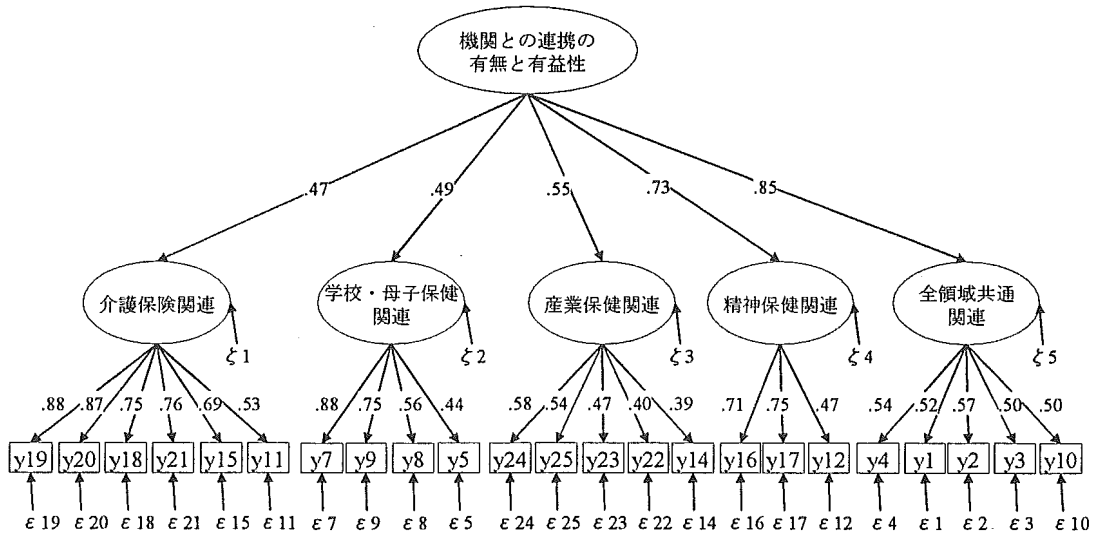 機関との連携の
有無と有益性
.47 .49 .55 .73 .85
介護保険関連
学校・母子保健
関連
産業保健関連
精神保健関連
全領域共通
関連
ζ1 ζ2 ζ3 ζ4 ζ5
.88 .87 .75 .76 .69 .53 .88 .75 .56 .44 .58 .54 .47 .40 .39 .71 .75 .47 .54 .52 .57 .50 .50
y19 y20 y18 y21 y15 y11 y7 y9 y8 y5 y24 y25 y23 y22 y14 y16 y17 y12 y4 y1 y2 y3 y10
ε19 ε20 ε18 ε21 ε15 ε11 ε7 ε9 ε8 ε5 ε24 ε25 ε23 ε22 ε14 ε16 ε17 ε12 ε4 ε1 ε2 ε3 ε10